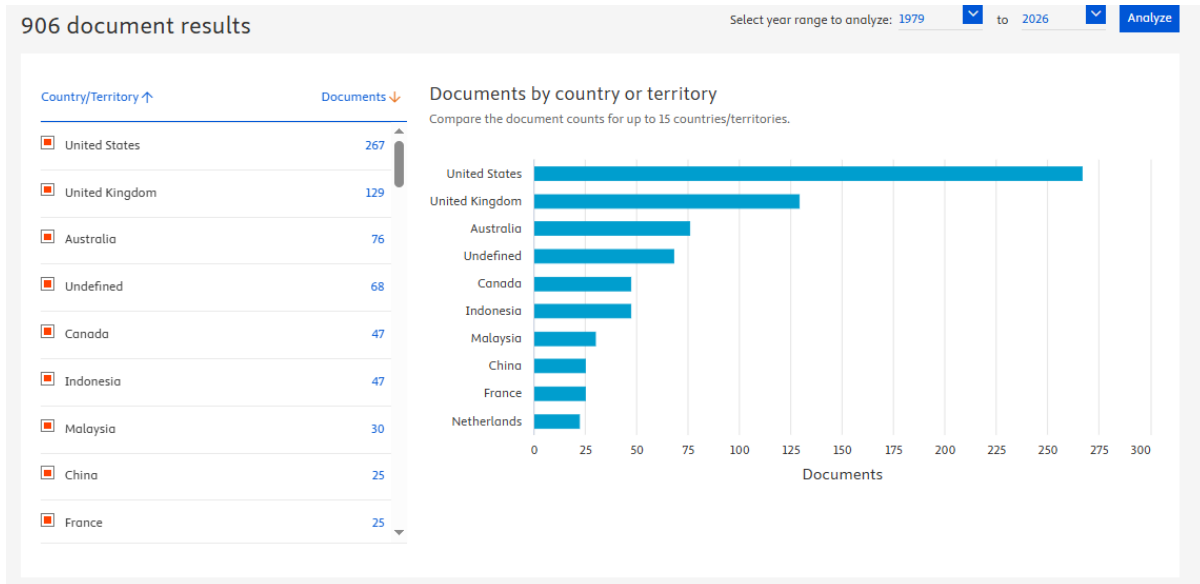 906 document results
Select year range to analyze: 1979 to 2026 Analyze
Country/Territory Documents
United States 267
United Kingdom 129
Australia 76
Undefined 68
Canada 47
Indonesia 47
Malaysia 30
China 25
France 25
Documents by country or territory
Compare the document counts for up to 15 countries/territories.
United States
United Kingdom
Australia
Undefined
Canada
Indonesia
Malaysia
China
France
Netherlands
0 25 50 75 100 125 150 175 200 225 250 275 300
Documents